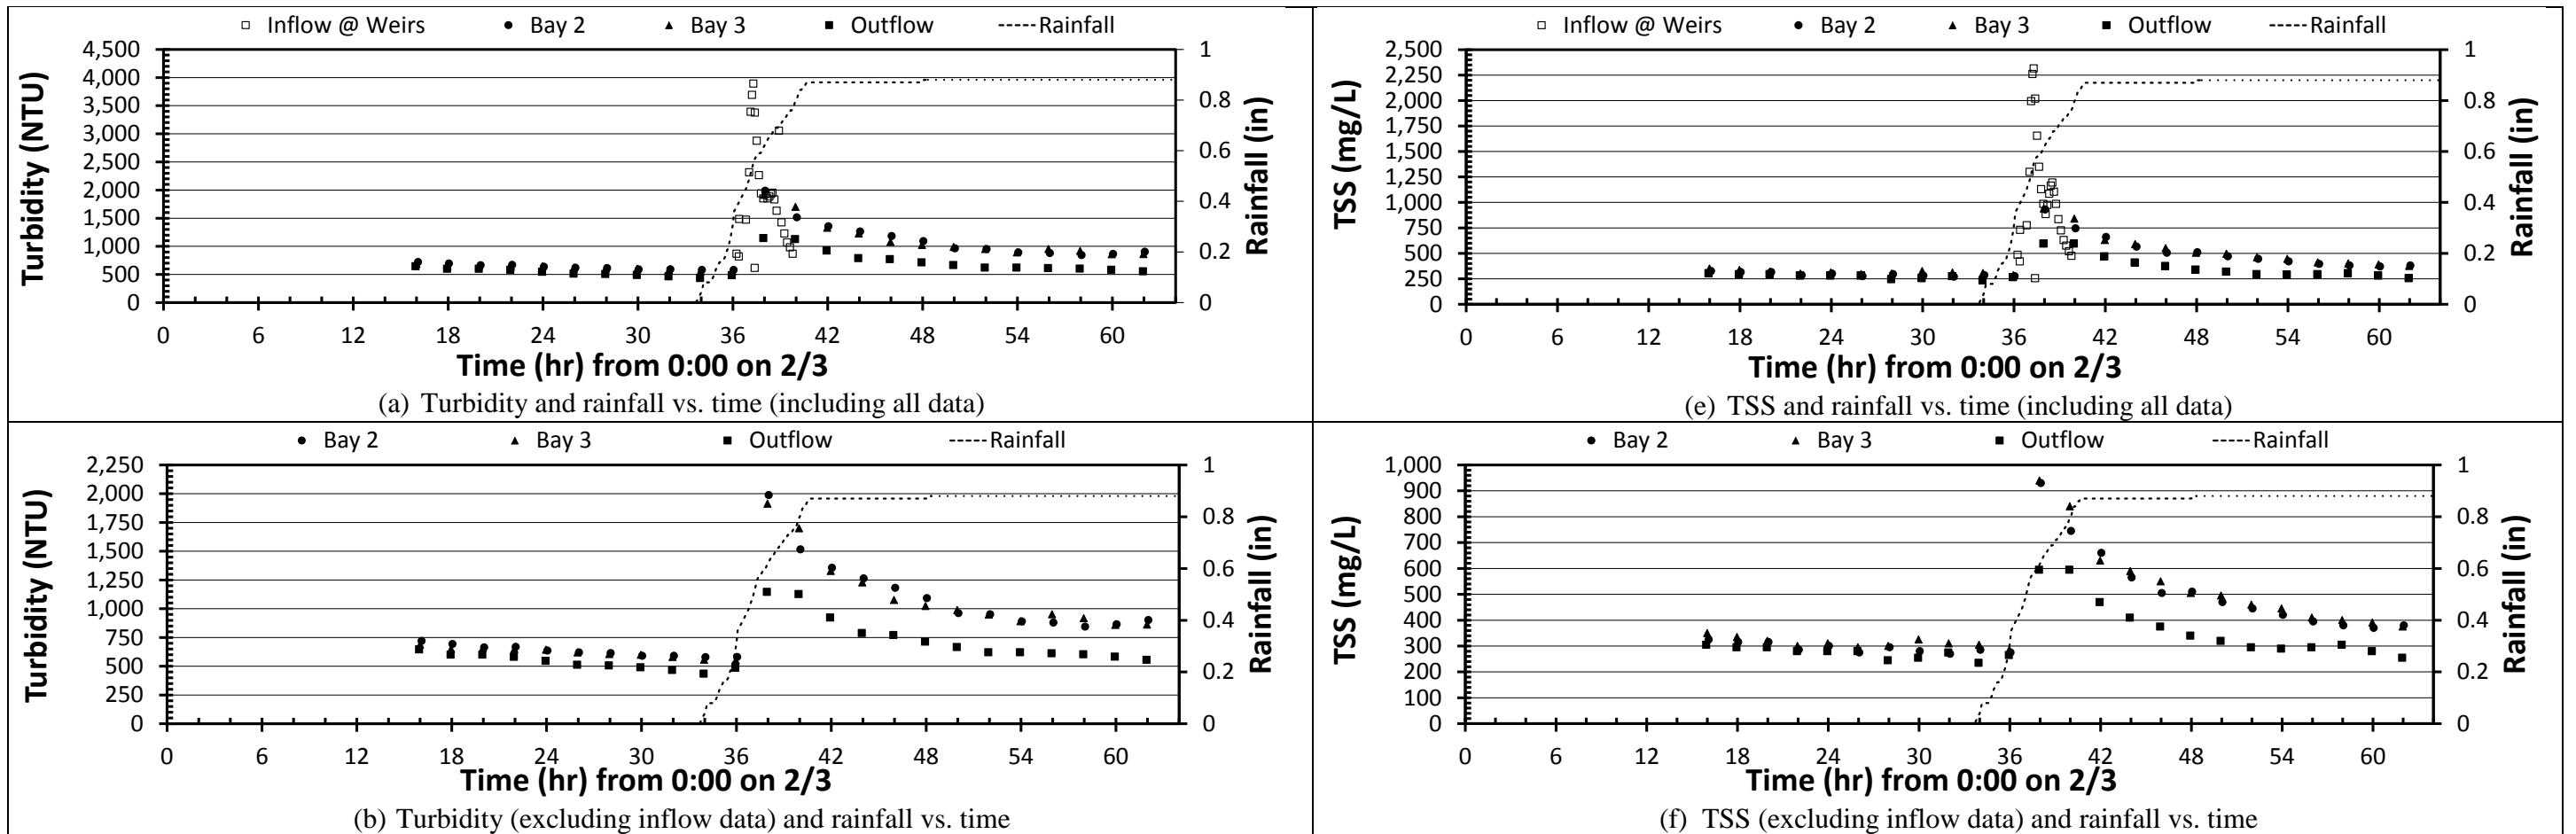 Inflow @ Weirs Bay 2 Bay 3 Outflow Rainfall
4,500
4,000
3,500
3,000
2,500
2,000
1,500
1,000
500
0
Turbidity (NTU)
1
0.8
0.6
0.4
0.2
0
Rainfall (in)
0 6 12 18 24 30 36 42 48 54 60
Time (hr) from 0:00 on 2/3
(a) Turbidity and rainfall vs. time (including all data)
Inflow @ Weirs Bay 2 Bay 3 Outflow Rainfall
2,500
2,250
2,000
1,750
1,500
1,250
1,000
750
500
250
0
TSS (mg/L)
1
0.8
0.6
0.4
0.2
0
Rainfall (in)
0 6 12 18 24 30 36 42 48 54 60
Time (hr) from 0:00 on 2/3
(e) TSS and rainfall vs. time (including all data)
Bay 2 Bay 3 Outflow Rainfall
2,250
2,000
1,750
1,500
1,250
1,000
750
500
250
0
Turbidity (NTU)
1
0.8
0.6
0.4
0.2
0
Rainfall (in)
0 6 12 18 24 30 36 42 48 54 60
Time (hr) from 0:00 on 2/3
(b) Turbidity (excluding inflow data) and rainfall vs. time
Bay 2 Bay 3 Outflow Rainfall
1,000
900
800
700
600
500
400
300
200
100
0
TSS (mg/L)
1
0.8
0.6
0.4
0.2
0
Rainfall (in)
0 6 12 18 24 30 36 42 48 54 60
Time (hr) from 0:00 on 2/3
(f) TSS (excluding inflow data) and rainfall vs. time